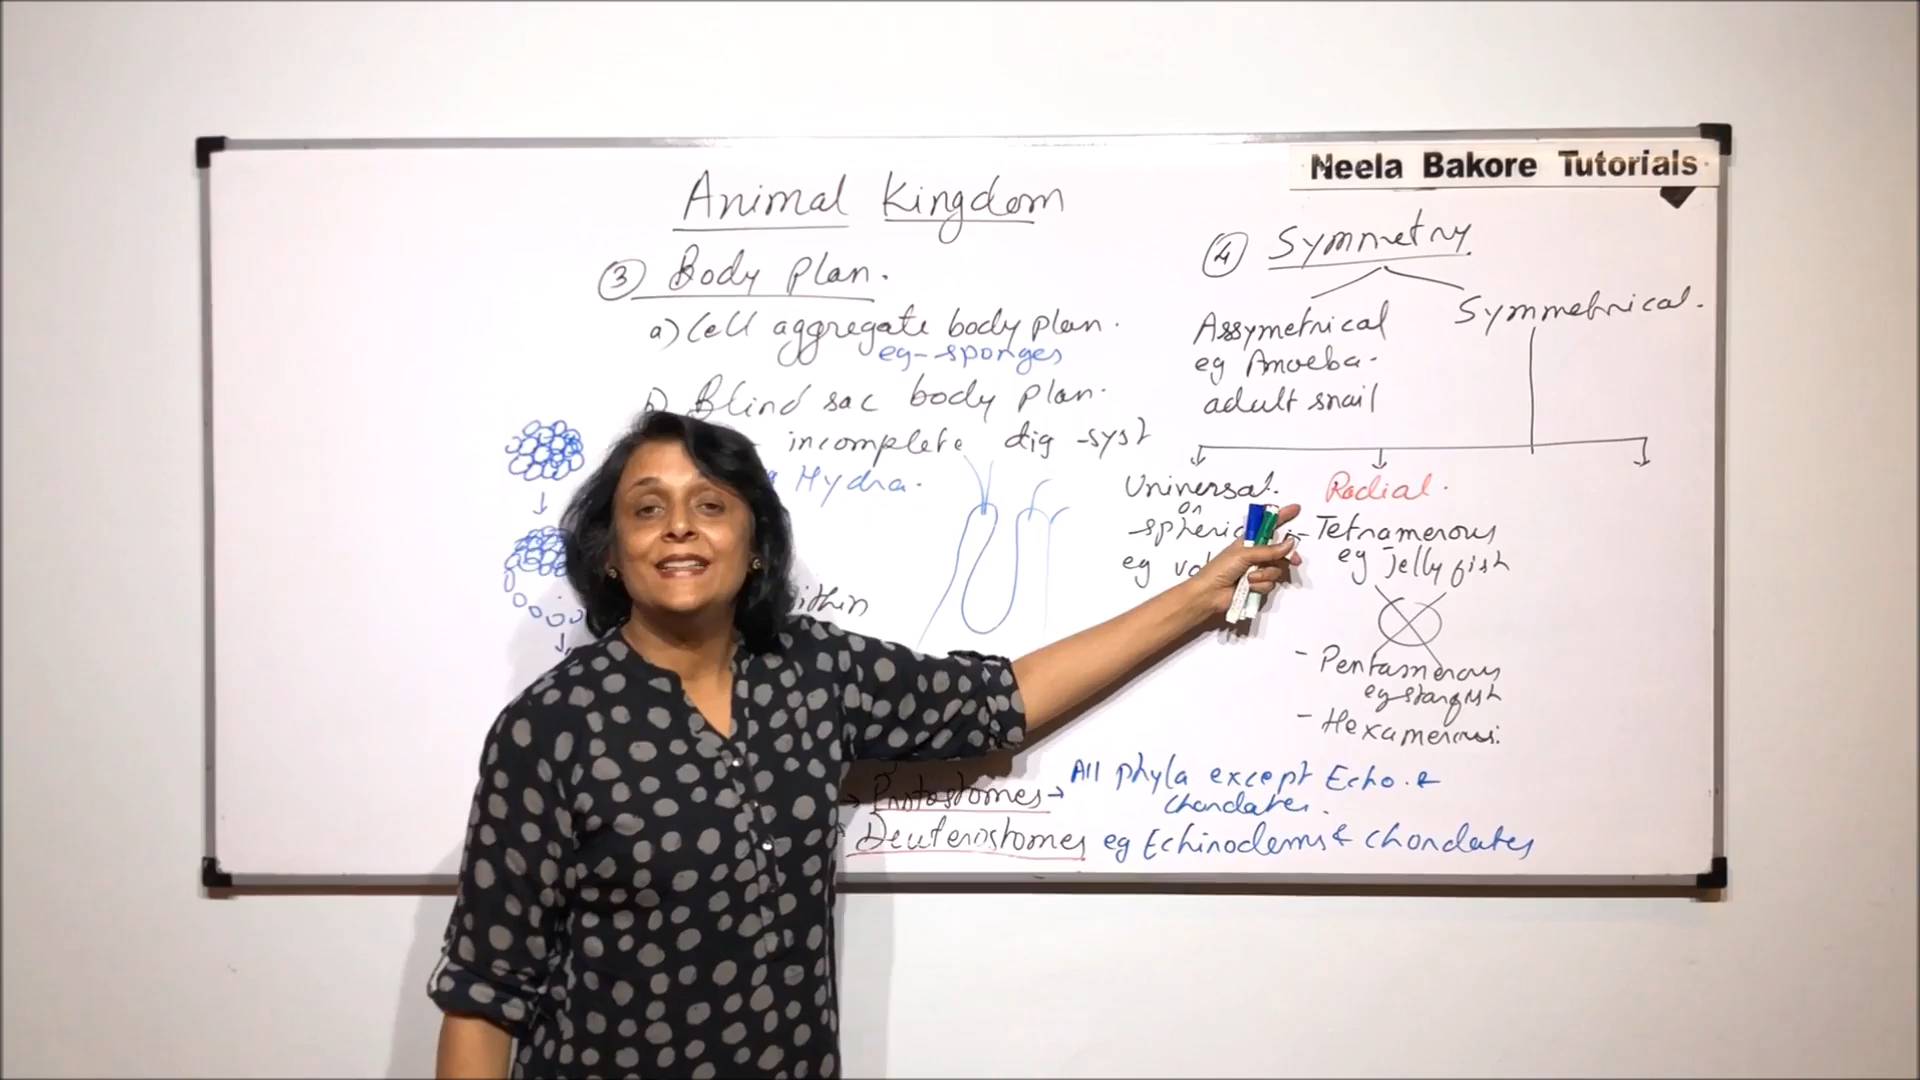 Neela Bakore Tutorials
Animal Kingdom
③ Body Plan.
a) Cell aggregate body plan.
eg - sponges
b) Blind sac body plan.
incomplete dig - syst
Hydra.
ithin
→ Protostomes → All phyla except Echo. &
Chordates.
Deuterostomes eg Echinoderms & Chordates
④ Symmetry
Assymetrical
eg Amoeba.
adult snail
Symmetrical.
Universal.
or
spheric
eg vo
Radial.
- Tetramerous
eg Jelly fish
- Pentamerous
eg starfish
- Hexamerous.